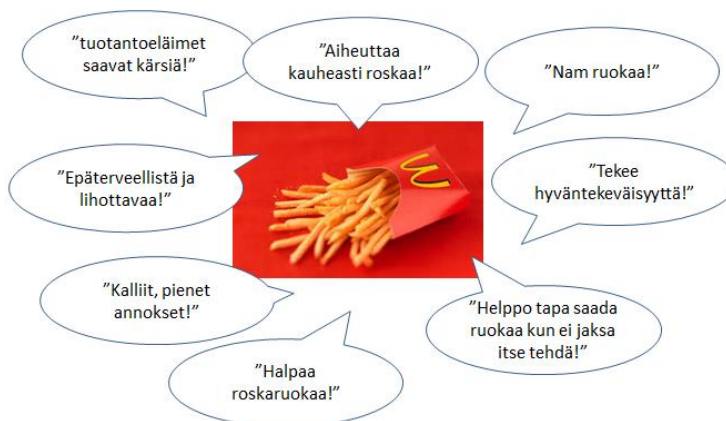 "tuotantoeläimet
saavat kärsiä!"
"Aiheuttaa
kauheasti roskaa!"
"Nam ruokaa!"
"Epäterveellistä ja
lihottavaa!"
"Tekee
hyväntekeväisyyttä!"
"Kalliit, pienet
annokset!"
"Helppo tapa saada
ruokaa kun ei jaksa
itse tehdä!"
"Halpaa
roskaruokaa!"